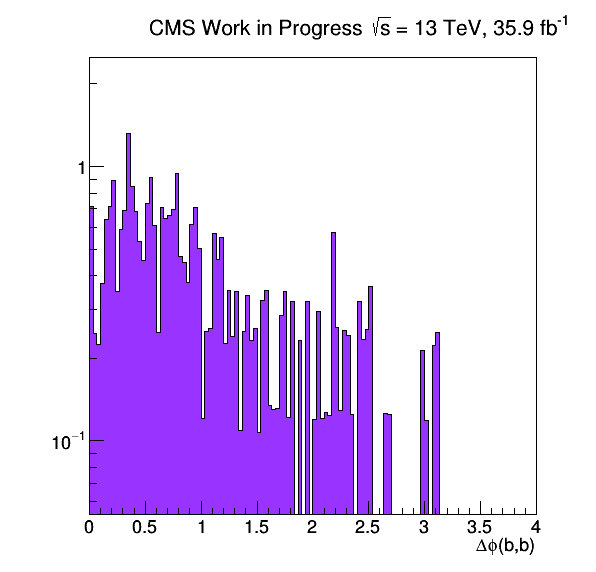 CMS Work in Progress √s = 13 TeV, 35.9 fb⁻¹
1
10⁻¹
0 0.5 1 1.5 2 2.5 3 3.5 4
Δϕ(b,b)